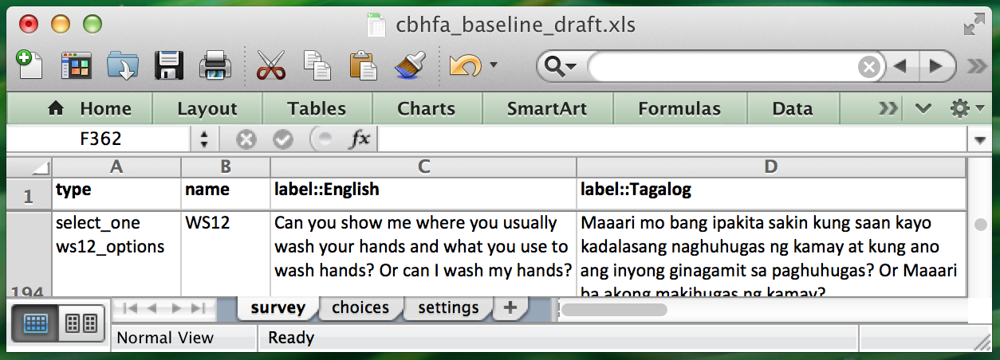 cbhfa_baseline_draft.xls
Home Layout Tables Charts SmartArt Formulas Data
F362 fx
A B C D
1 type name label::English label::Tagalog
select_one WS12 Can you show me where you usually Maaari mo bang ipakita sakin kung saan kayo
ws12_options wash your hands and what you use to kadalasang naghuhugas ng kamay at kung ano
wash hands? Or can I wash my hands? ang inyong ginagamit sa paghuhugas? Or Maaari
194 ba akong makihugas ng kamay?
survey choices settings +
Normal View Ready